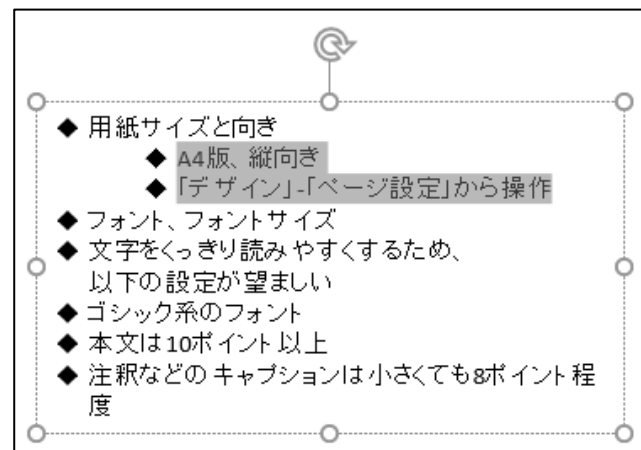 ◆ 用紙サイズと向き
◆ A4版、縦向き
◆ 「デザイン」-「ページ設定」から操作
◆ フォント、フォントサイズ
◆ 文字をくっきり読みやすくするため、
以下の設定が望ましい
◆ ゴシック系のフォント
◆ 本文は10ポイント以上
◆ 注釈などのキャプションは小さくても8ポイント程
度